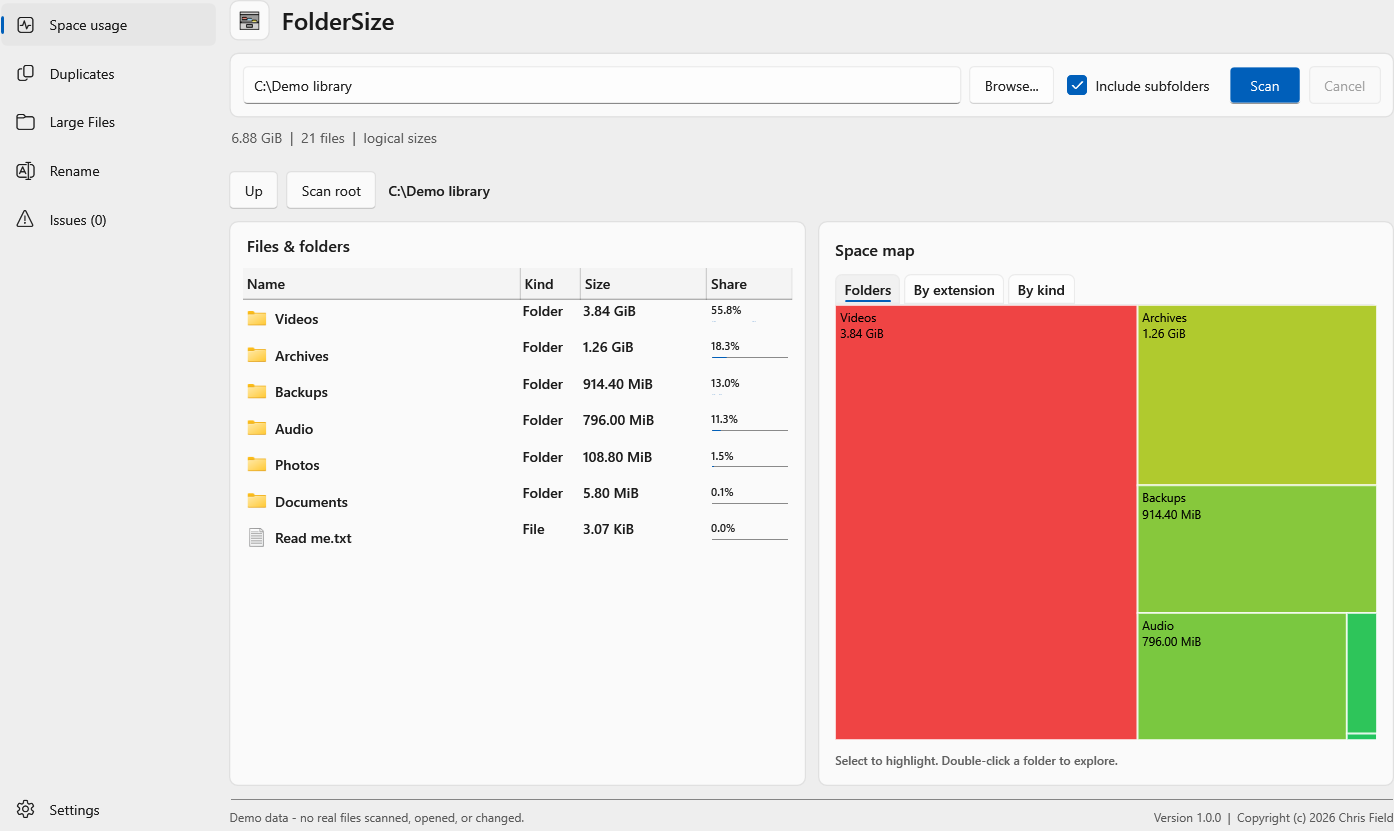 Space usage
Duplicates
Large Files
Rename
Issues (0)
Settings
FolderSize
C:\Demo library
Browse...
Include subfolders
Scan
Cancel
6.88 GiB | 21 files | logical sizes
Up
Scan root
C:\Demo library
Files & folders
Name Kind Size Share
Videos Folder 3.84 GiB 55.8%
Archives Folder 1.26 GiB 18.3%
Backups Folder 914.40 MiB 13.0%
Audio Folder 796.00 MiB 11.3%
Photos Folder 108.80 MiB 1.5%
Documents Folder 5.80 MiB 0.1%
Read me.txt File 3.07 KiB 0.0%
Space map
Folders By extension By kind
Videos
3.84 GiB
Archives
1.26 GiB
Backups
914.40 MiB
Audio
796.00 MiB
Select to highlight. Double-click a folder to explore.
Demo data - no real files scanned, opened, or changed.
Version 1.0.0 | Copyright (c) 2026 Chris Field